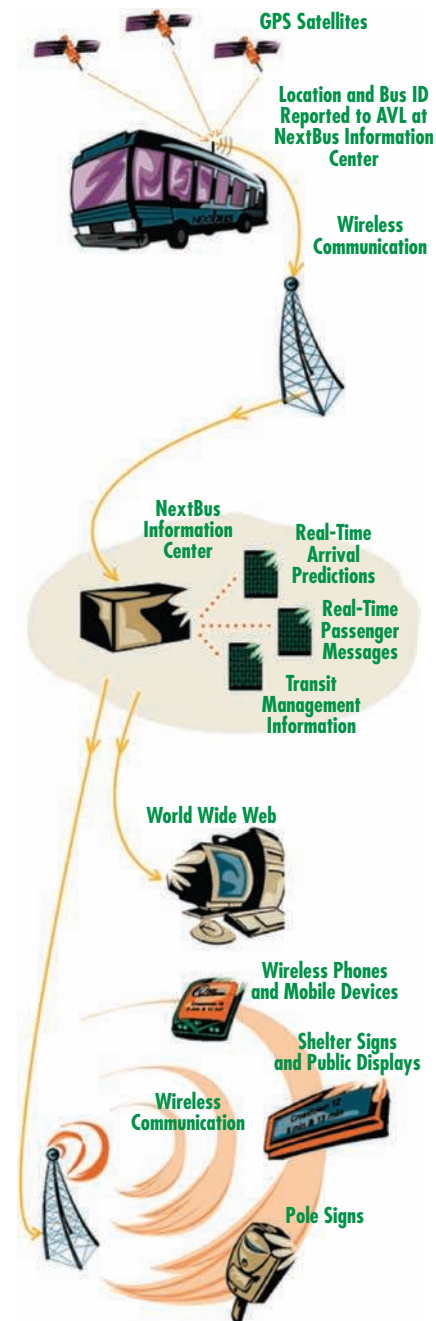 GPS Satellites
Location and Bus ID
Reported to AVL at
NextBus Information
Center
NEXTBUS
Wireless
Communication
NextBus
Information
Center
Real-Time
Arrival
Predictions
Real-Time
Passenger
Messages
Transit
Management
Information
World Wide Web
Wireless Phones
and Mobile Devices
Shelter Signs
and Public Displays
Wireless
Communication
Pole Signs